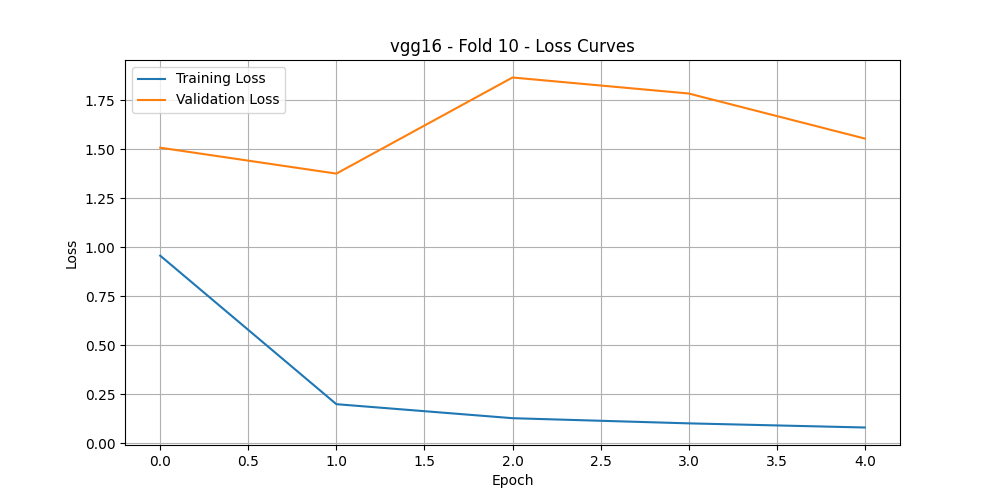 vgg16 - Fold 10 - Loss Curves
Training Loss
Validation Loss
1.75
1.50
1.25
1.00
0.75
0.50
0.25
0.00
Loss
0.0 0.5 1.0 1.5 2.0 2.5 3.0 3.5 4.0
Epoch